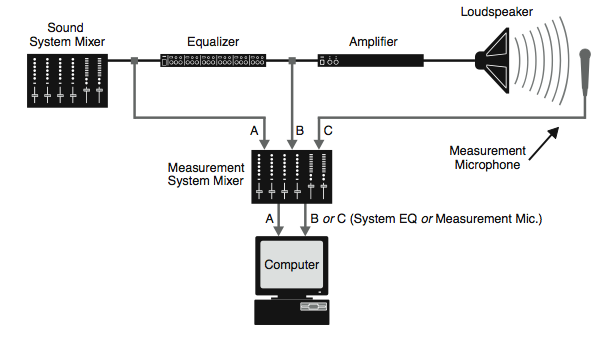 Loudspeaker
Sound
System Mixer
Equalizer
Amplifier
A
B
C
Measurement
Microphone
Measurement
System Mixer
A
B or C (System EQ or Measurement Mic.)
Computer